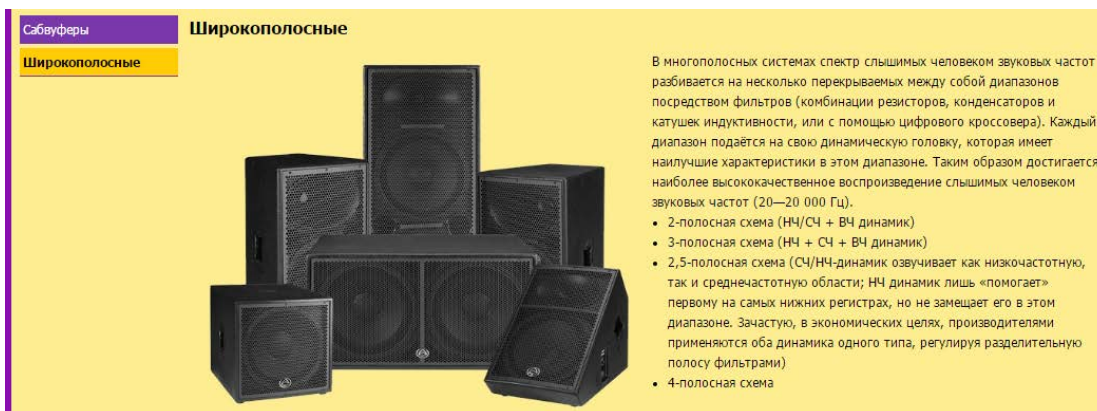 Сабвуферы
Широкополосные
Широкополосные
В многополосных системах спектр слышимых человеком звуковых частот
разбивается на несколько перекрываемых между собой диапазонов
посредством фильтров (комбинации резисторов, конденсаторов и
катушек индуктивности, или с помощью цифрового кроссовера). Каждый
диапазон подаётся на свою динамическую головку, которая имеет
наилучшие характеристики в этом диапазоне. Таким образом достигается
наиболее высококачественное воспроизведение слышимых человеком
звуковых частот (20—20 000 Гц).
• 2-полосная схема (НЧ/СЧ + ВЧ динамик)
• 3-полосная схема (НЧ + СЧ + ВЧ динамик)
• 2,5-полосная схема (СЧ/НЧ-динамик озвучивает как низкочастотную,
так и среднечастотную области; НЧ динамик лишь «помогает»
первому на самых нижних регистрах, но не замещает его в этом
диапазоне. Зачастую, в экономических целях, производителями
применяются оба динамика одного типа, регулируя разделительную
полосу фильтрами)
• 4-полосная схема